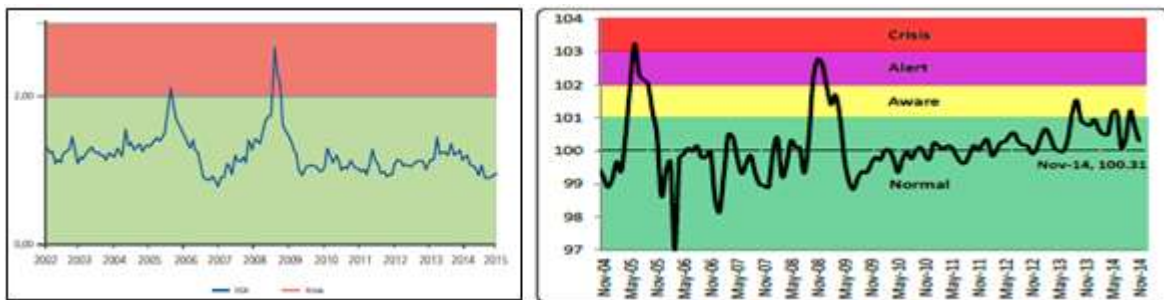 2,00
0,00
2002 2003 2004 2005 2006 2007 2008 2009 2010 2011 2012 2013 2014 2015
104
103
102
101
100
99
98
97
Crisis
Alert
Aware
Nov-14, 100.31
Normal
Nov-04 May-05 Nov-05 May-06 Nov-06 May-07 Nov-07 May-08 Nov-08 May-09 Nov-09 May-10 Nov-10 May-11 Nov-11 May-12 Nov-12 May-13 Nov-13 May-14 Nov-14